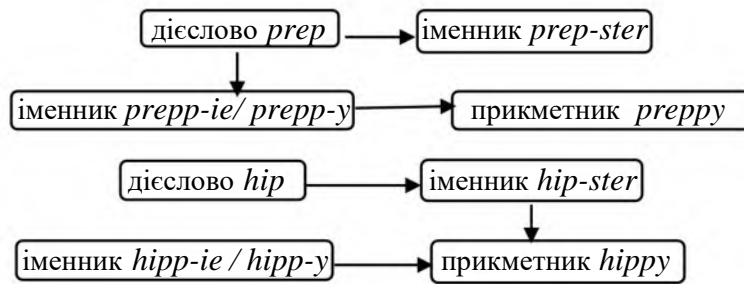 дієслово prep
іменник prep-ster
іменник prepp-ie/ prepp-y
прикметник preppy
дієслово hip
іменник hip-ster
іменник hipp-ie / hipp-y
прикметник hippy